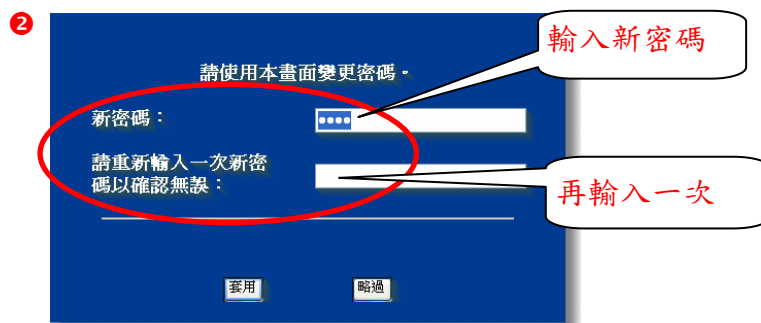 ❷
輸入新密碼
請使用本畫面變更密碼。
新密碼：
••••
請重新輸入一次新密
碼以確認無誤：
再輸入一次
套用
略過